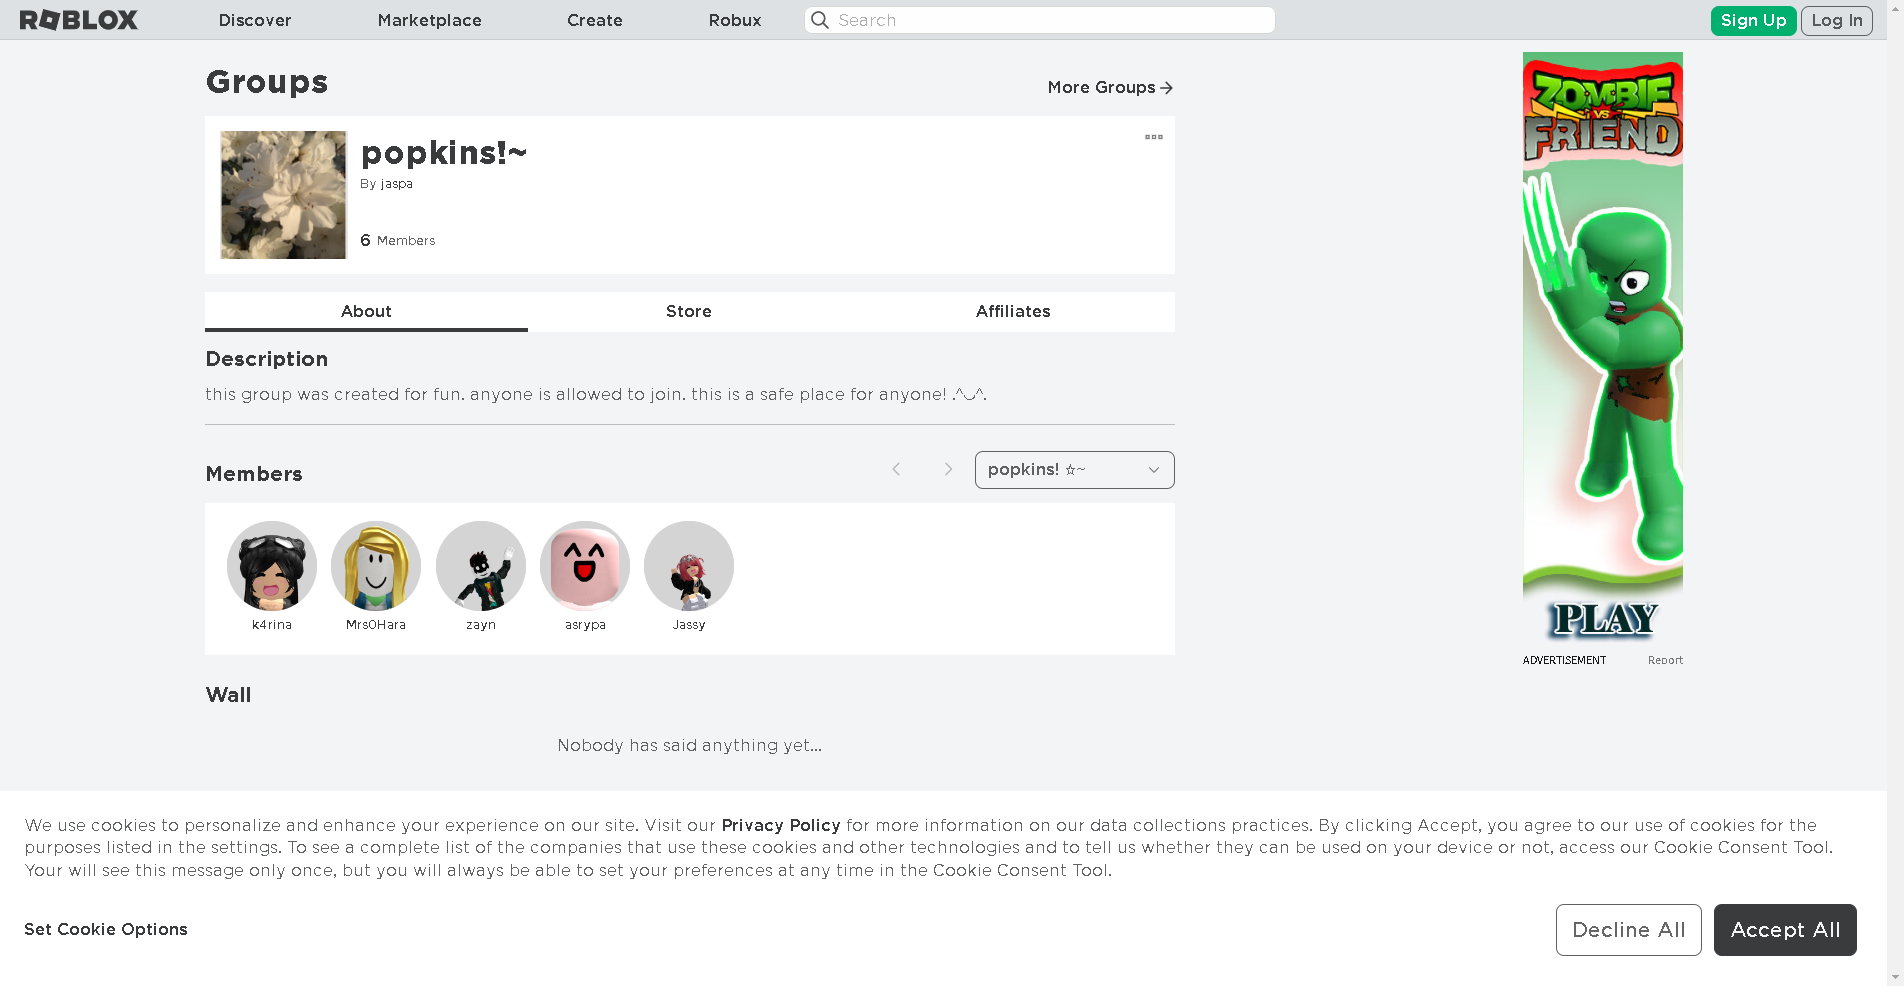 ROBLOX
Discover
Marketplace
Create
Robux
Search
Sign Up
Log In
Groups
More Groups
popkins!~
By jaspa
6 Members
About
Store
Affiliates
Description
this group was created for fun. anyone is allowed to join. this is a safe place for anyone! .^ᴗ^.
Members
popkins! ☆~
k4rina
Mrs0Hara
zayn
asrypa
Jassy
Wall
Nobody has said anything yet...
ZOMBIE
VS
FRIEND
PLAY
ADVERTISEMENT
Report
We use cookies to personalize and enhance your experience on our site. Visit our Privacy Policy for more information on our data collections practices. By clicking Accept, you agree to our use of cookies for the
purposes listed in the settings. To see a complete list of the companies that use these cookies and other technologies and to tell us whether they can be used on your device or not, access our Cookie Consent Tool.
Your will see this message only once, but you will always be able to set your preferences at any time in the Cookie Consent Tool.
Set Cookie Options
Decline All
Accept All